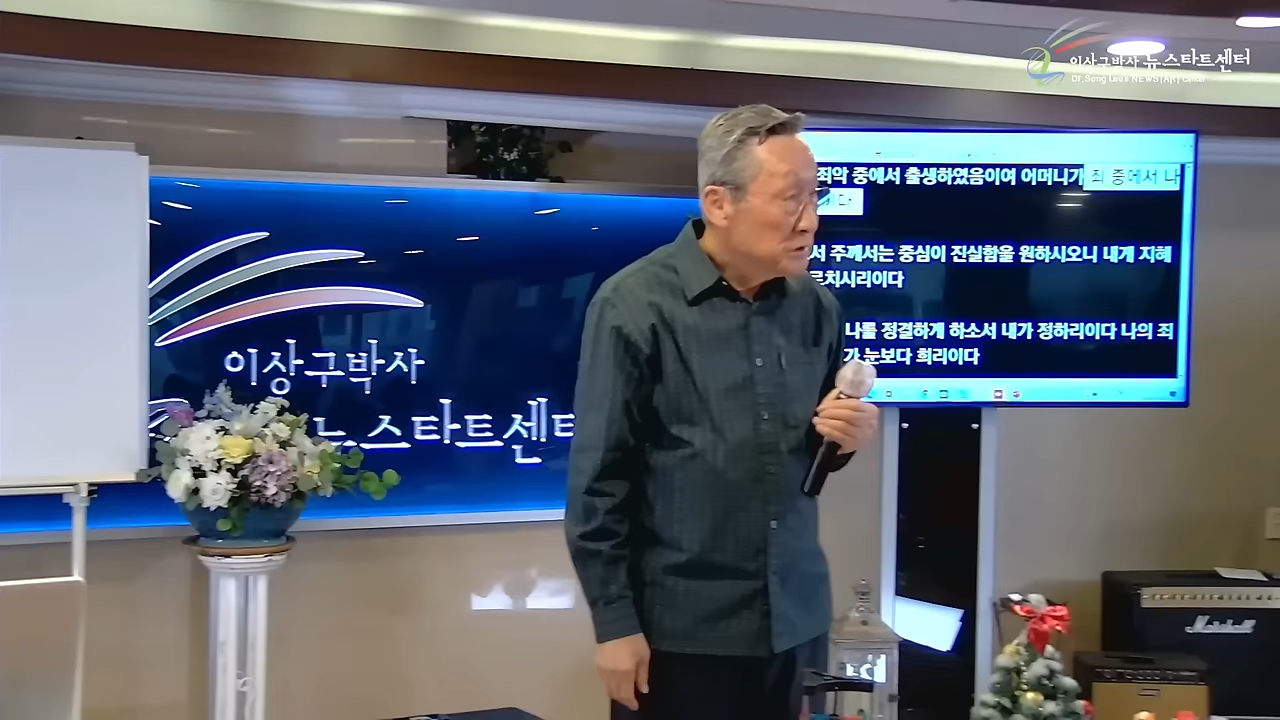 이상구박사 뉴스타트센터
Dr.Sang Lee's NEWSTART Center
죄악 중에서 출생하였음이여 어머니가 죄 중에서 나
서 주께서는 중심이 진실함을 원하시오니 내게 지혜
르치시리이다
나를 정결하게 하소서 내가 정하리이다 나의 죄
가 눈보다 희리이다
이상구박사
뉴스타트센터
Marshall